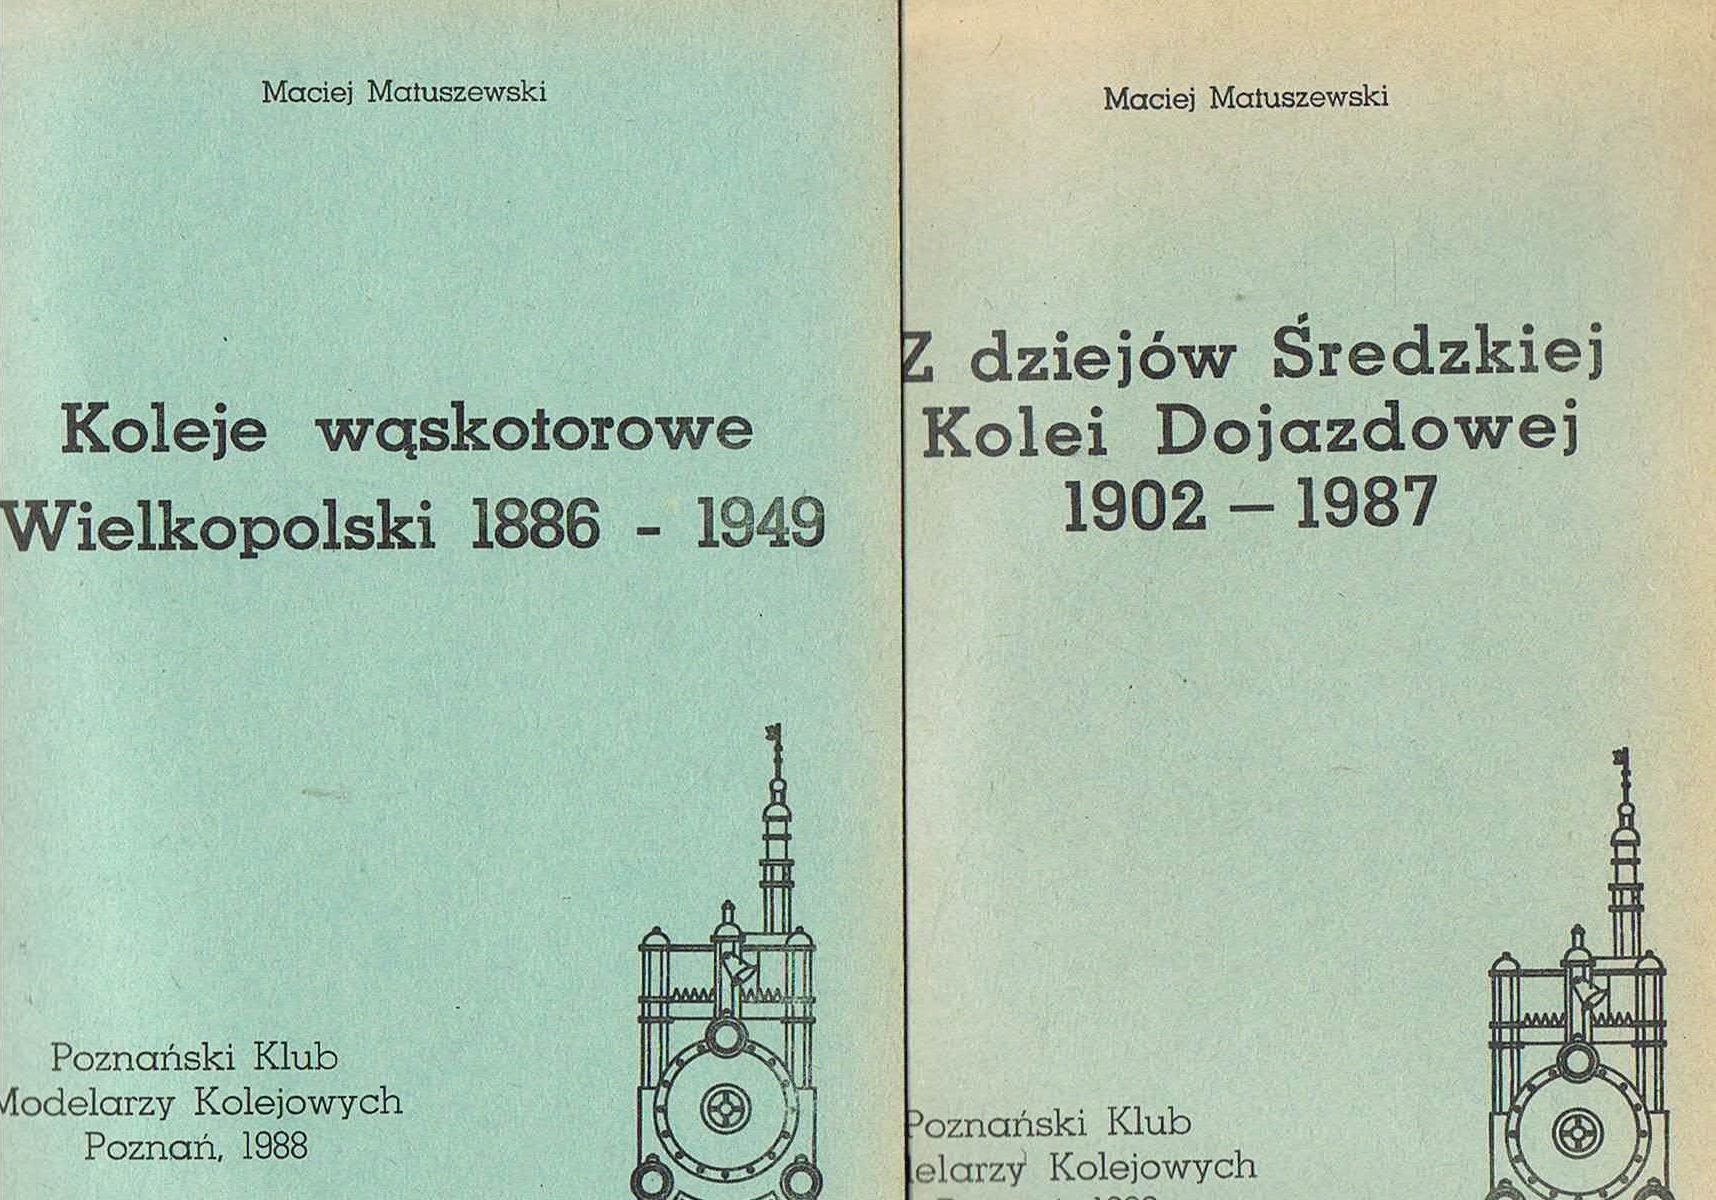 Maciej Matuszewski
Koleje wąskotorowe
Wielkopolski 1886 - 1949
Poznański Klub
Modelarzy Kolejowych
Poznań, 1988
Maciej Matuszewski
Z dziejów Średzkiej
Kolei Dojazdowej
1902 — 1987
Poznański Klub
elarzy Kolejowych